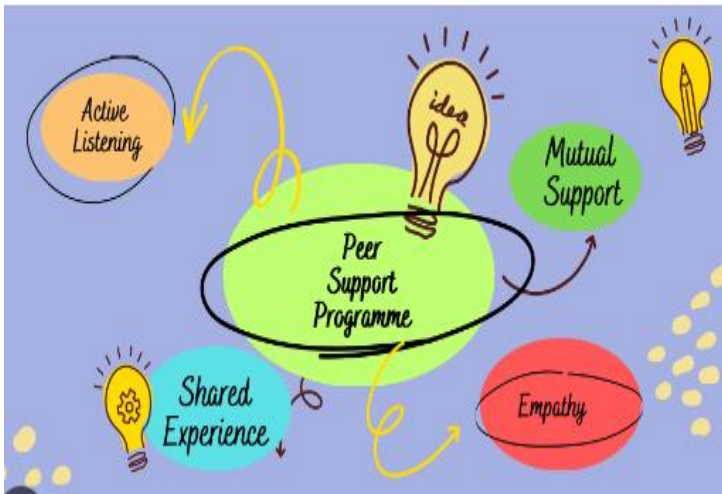 Active
Listening
idea
Mutual
Support
Peer
Support
Programme
Shared
Experience
Empathy